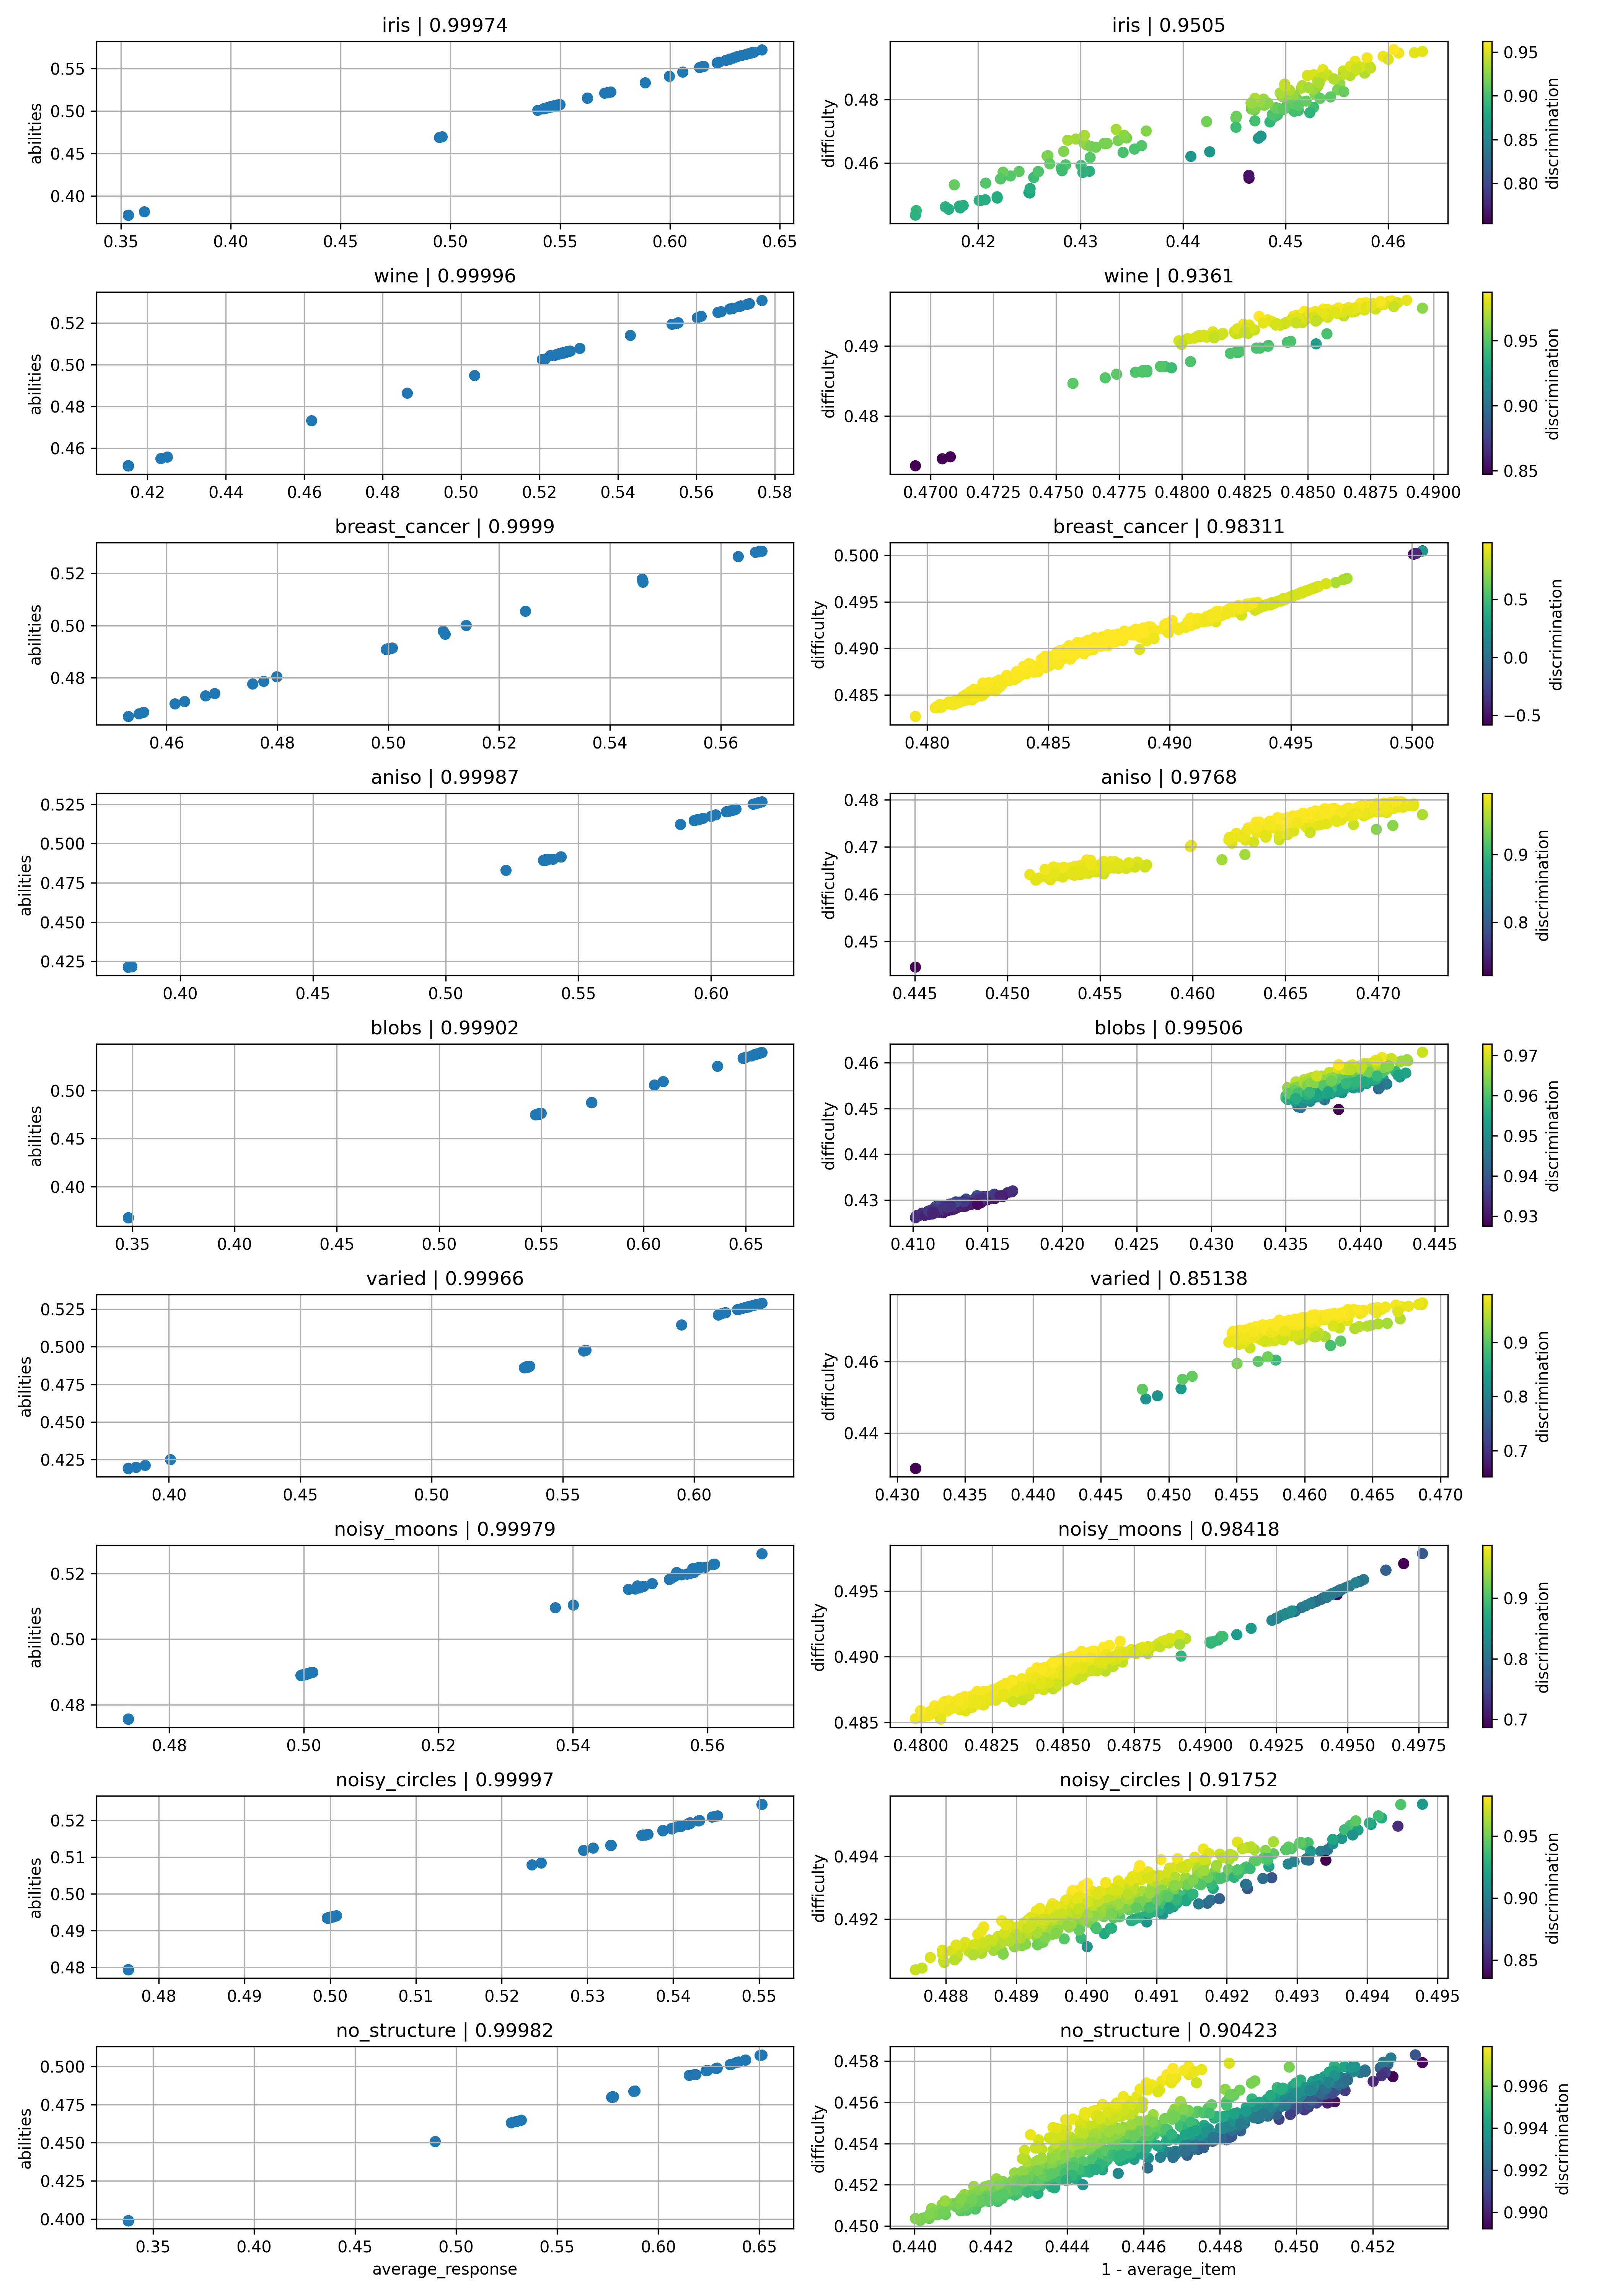 iris | 0.99974
abilities
0.55
0.50
0.45
0.40
0.35 0.40 0.45 0.50 0.55 0.60 0.65
iris | 0.9505
difficulty
0.48
0.46
0.42 0.43 0.44 0.45 0.46
0.95
0.90
0.85
0.80
discrimination
wine | 0.99996
abilities
0.52
0.50
0.48
0.46
0.42 0.44 0.46 0.48 0.50 0.52 0.54 0.56 0.58
wine | 0.9361
difficulty
0.49
0.48
0.4700 0.4725 0.4750 0.4775 0.4800 0.4825 0.4850 0.4875 0.4900
0.95
0.90
0.85
discrimination
breast_cancer | 0.9999
abilities
0.52
0.50
0.48
0.46 0.48 0.50 0.52 0.54 0.56
breast_cancer | 0.98311
difficulty
0.500
0.495
0.490
0.485
0.480 0.485 0.490 0.495 0.500
0.5
0.0
−0.5
discrimination
aniso | 0.99987
abilities
0.525
0.500
0.475
0.450
0.425
0.40 0.45 0.50 0.55 0.60
aniso | 0.9768
difficulty
0.48
0.47
0.46
0.45
0.445 0.450 0.455 0.460 0.465 0.470
0.9
0.8
discrimination
blobs | 0.99902
abilities
0.50
0.45
0.40
0.35 0.40 0.45 0.50 0.55 0.60 0.65
blobs | 0.99506
difficulty
0.46
0.45
0.44
0.43
0.410 0.415 0.420 0.425 0.430 0.435 0.440 0.445
0.97
0.96
0.95
0.94
0.93
discrimination
varied | 0.99966
abilities
0.525
0.500
0.475
0.450
0.425
0.40 0.45 0.50 0.55 0.60
varied | 0.85138
difficulty
0.46
0.44
0.430 0.435 0.440 0.445 0.450 0.455 0.460 0.465 0.470
0.9
0.8
0.7
discrimination
noisy_moons | 0.99979
abilities
0.52
0.50
0.48
0.48 0.50 0.52 0.54 0.56
noisy_moons | 0.98418
difficulty
0.495
0.490
0.485
0.4800 0.4825 0.4850 0.4875 0.4900 0.4925 0.4950 0.4975
0.9
0.8
0.7
discrimination
noisy_circles | 0.99997
abilities
0.52
0.51
0.50
0.49
0.48
0.48 0.49 0.50 0.51 0.52 0.53 0.54 0.55
noisy_circles | 0.91752
difficulty
0.494
0.492
0.488 0.489 0.490 0.491 0.492 0.493 0.494 0.495
0.95
0.90
0.85
discrimination
no_structure | 0.99982
abilities
0.500
0.475
0.450
0.425
0.400
0.35 0.40 0.45 0.50 0.55 0.60 0.65
average_response
no_structure | 0.90423
difficulty
0.458
0.456
0.454
0.452
0.450
0.440 0.442 0.444 0.446 0.448 0.450 0.452
1 - average_item
0.996
0.994
0.992
0.990
discrimination